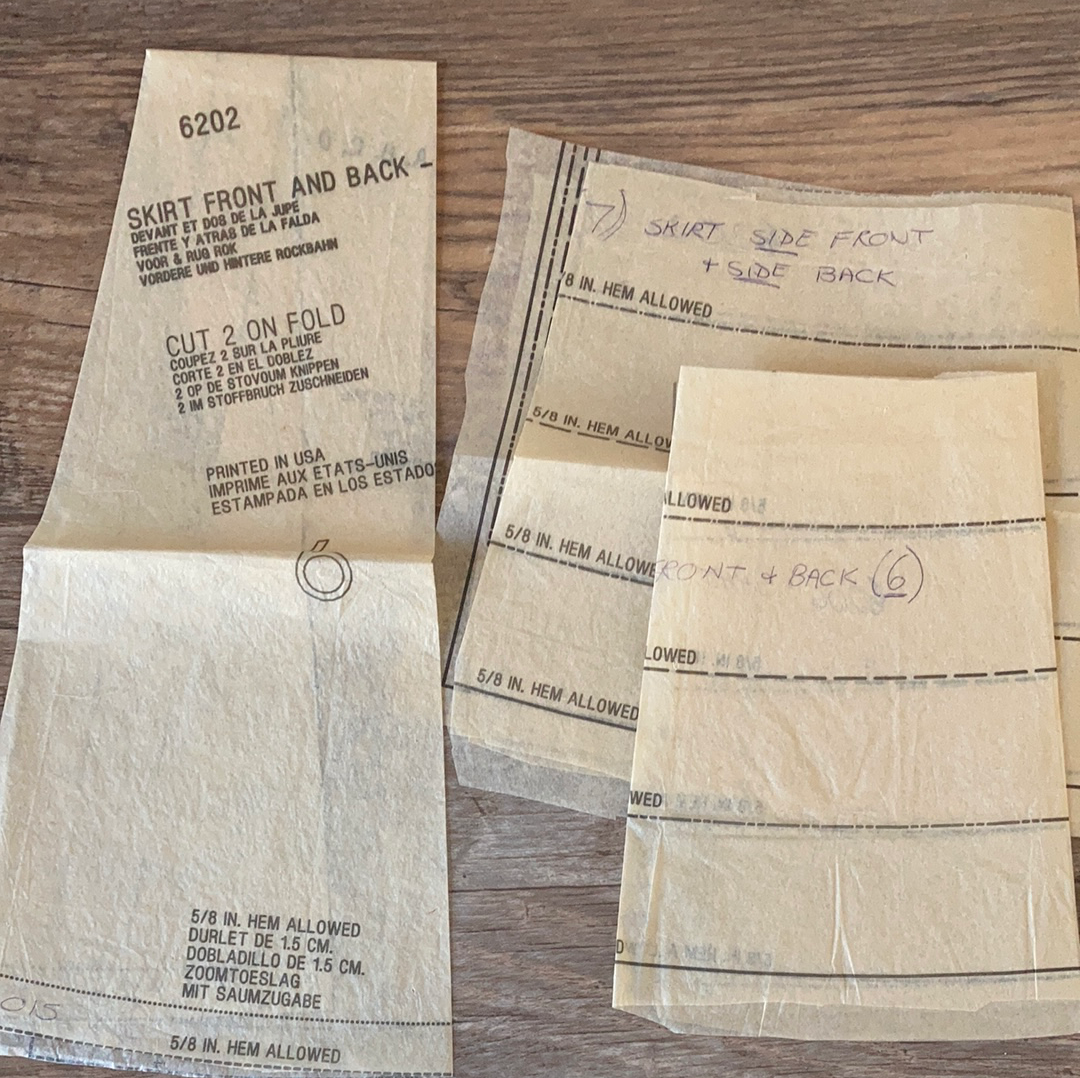 6202
SKIRT FRONT AND BACK -
DEVANT ET DOS DE LA JUPE
FRENTE Y ATRAS DE LA FALDA
VOOR & RUG ROK
VORDERE UND HINTERE ROCKBAHN
CUT 2 ON FOLD
COUPEZ 2 SUR LA PLIURE
CORTE 2 EN EL DOBLEZ
2 OP DE STOVOUM KNIPPEN
2 IM STOFFBRUCH ZUSCHNEIDEN
PRINTED IN USA
IMPRIME AUX ETATS-UNIS
ESTAMPADA EN LOS ESTADO
5/8 IN. HEM ALLOWED
DURLET DE 1.5 CM.
DOBLADILLO DE 1.5 CM.
ZOOMTOESLAG
MIT SAUMZUGABE
5/8 IN. HEM ALLOWED
7) SKIRT SIDE FRONT
+ SIDE BACK
/8 IN. HEM ALLOWED
5/8 IN. HEM ALLOW
5/8 IN. HEM ALLOWE
5/8 IN. HEM ALLOWED
ALLOWED
RONT & BACK (6)
LOWED
WED
D